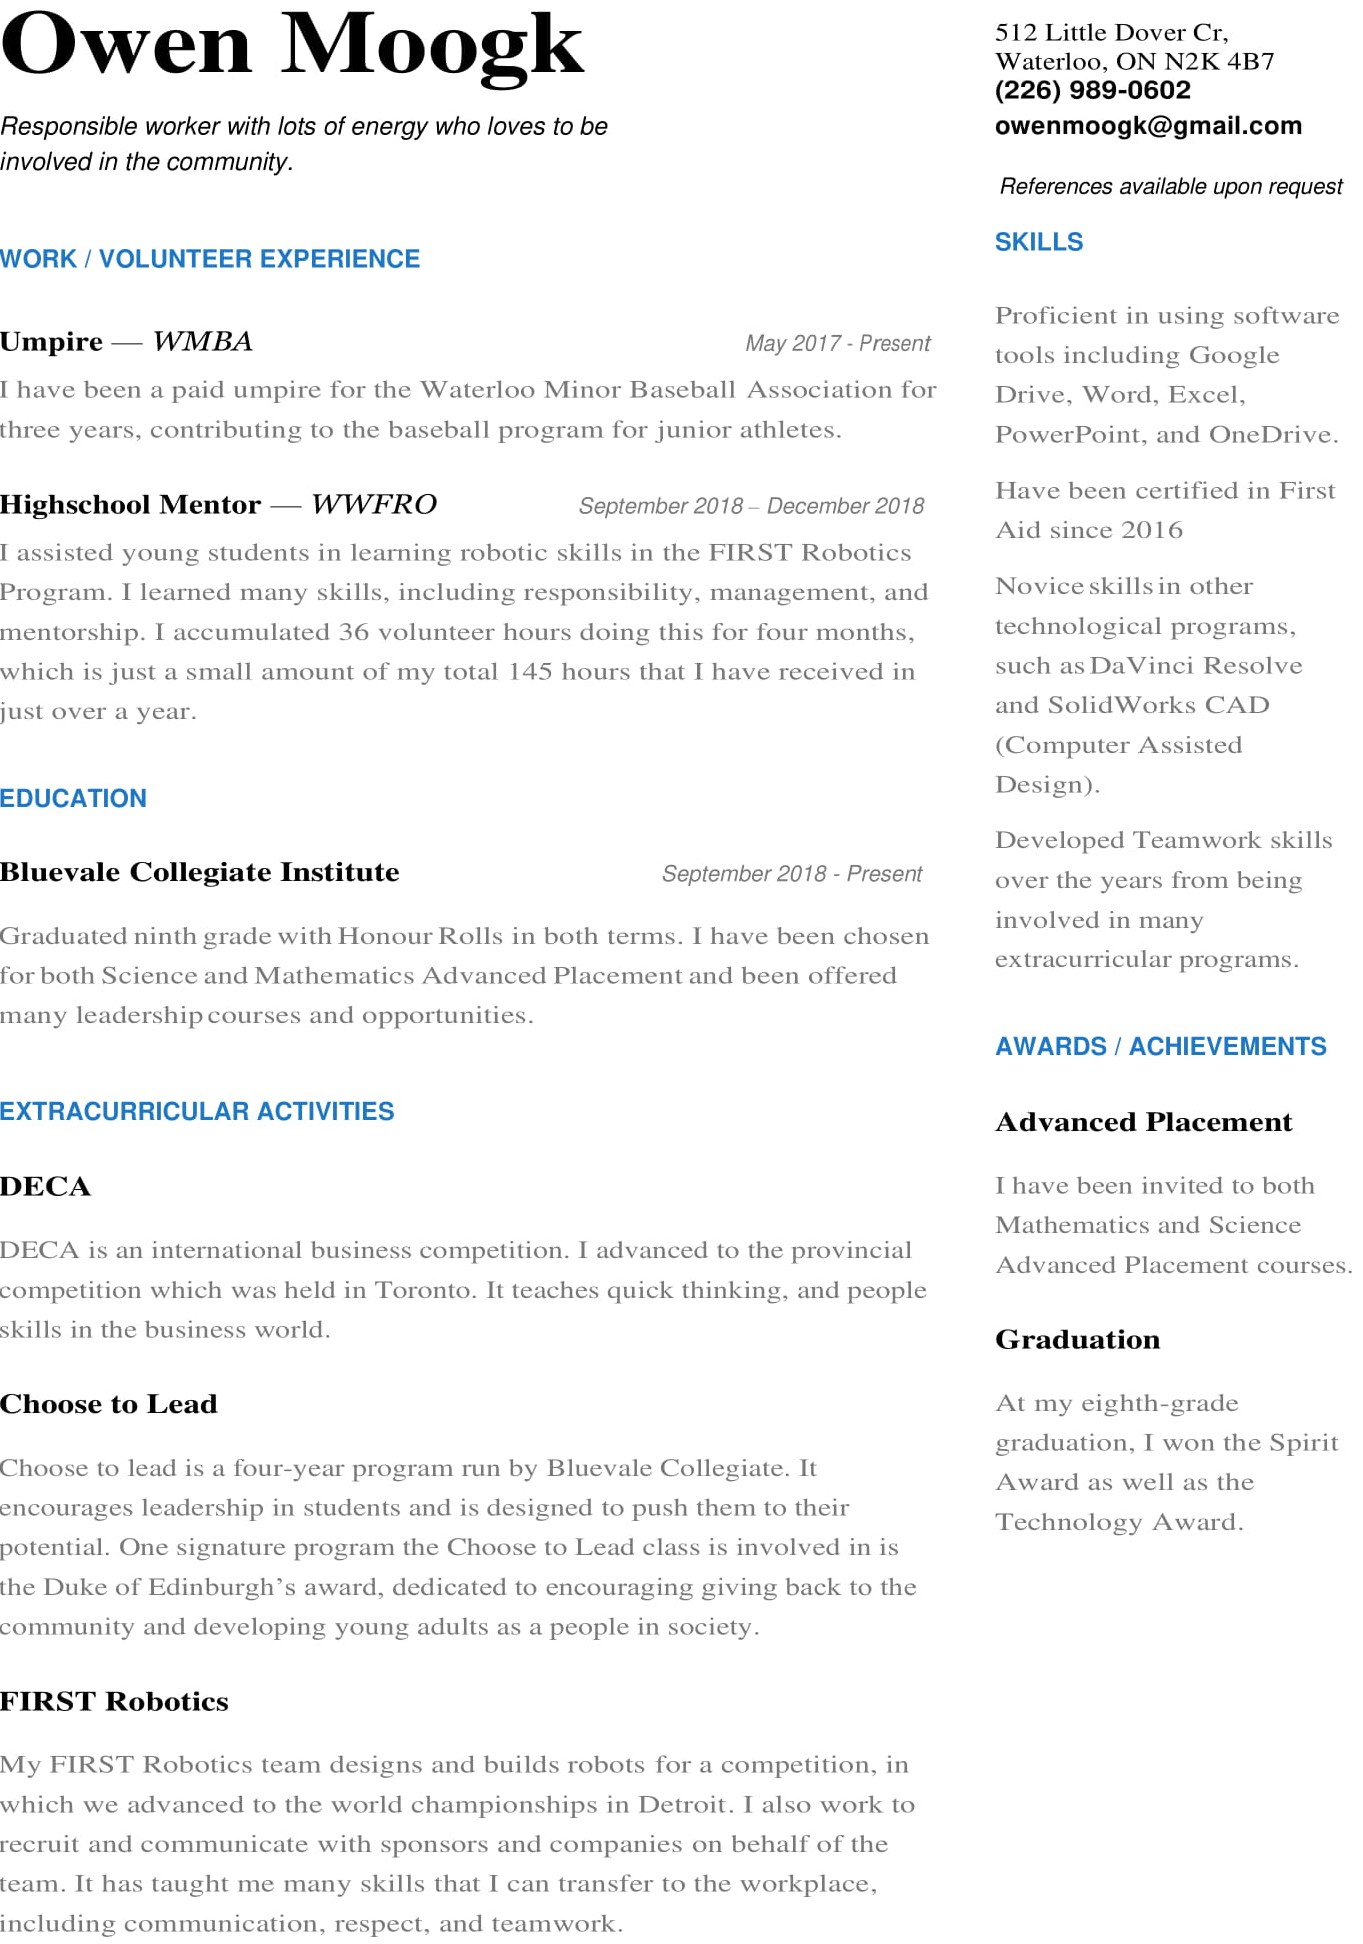 Owen Moogk
Responsible worker with lots of energy who loves to be
involved in the community.
512 Little Dover Cr,
Waterloo, ON N2K 4B7
(226) 989-0602
owenmoogk@gmail.com
References available upon request
WORK / VOLUNTEER EXPERIENCE
Umpire — WMBA May 2017 - Present
I have been a paid umpire for the Waterloo Minor Baseball Association for
three years, contributing to the baseball program for junior athletes.
Highschool Mentor — WWFRO September 2018 – December 2018
I assisted young students in learning robotic skills in the FIRST Robotics
Program. I learned many skills, including responsibility, management, and
mentorship. I accumulated 36 volunteer hours doing this for four months,
which is just a small amount of my total 145 hours that I have received in
just over a year.
EDUCATION
Bluevale Collegiate Institute September 2018 - Present
Graduated ninth grade with Honour Rolls in both terms. I have been chosen
for both Science and Mathematics Advanced Placement and been offered
many leadership courses and opportunities.
EXTRACURRICULAR ACTIVITIES
DECA
DECA is an international business competition. I advanced to the provincial
competition which was held in Toronto. It teaches quick thinking, and people
skills in the business world.
Choose to Lead
Choose to lead is a four-year program run by Bluevale Collegiate. It
encourages leadership in students and is designed to push them to their
potential. One signature program the Choose to Lead class is involved in is
the Duke of Edinburgh’s award, dedicated to encouraging giving back to the
community and developing young adults as a people in society.
FIRST Robotics
My FIRST Robotics team designs and builds robots for a competition, in
which we advanced to the world championships in Detroit. I also work to
recruit and communicate with sponsors and companies on behalf of the
team. It has taught me many skills that I can transfer to the workplace,
including communication, respect, and teamwork.
SKILLS
Proficient in using software
tools including Google
Drive, Word, Excel,
PowerPoint, and OneDrive.
Have been certified in First
Aid since 2016
Novice skills in other
technological programs,
such as DaVinci Resolve
and SolidWorks CAD
(Computer Assisted
Design).
Developed Teamwork skills
over the years from being
involved in many
extracurricular programs.
AWARDS / ACHIEVEMENTS
Advanced Placement
I have been invited to both
Mathematics and Science
Advanced Placement courses.
Graduation
At my eighth-grade
graduation, I won the Spirit
Award as well as the
Technology Award.